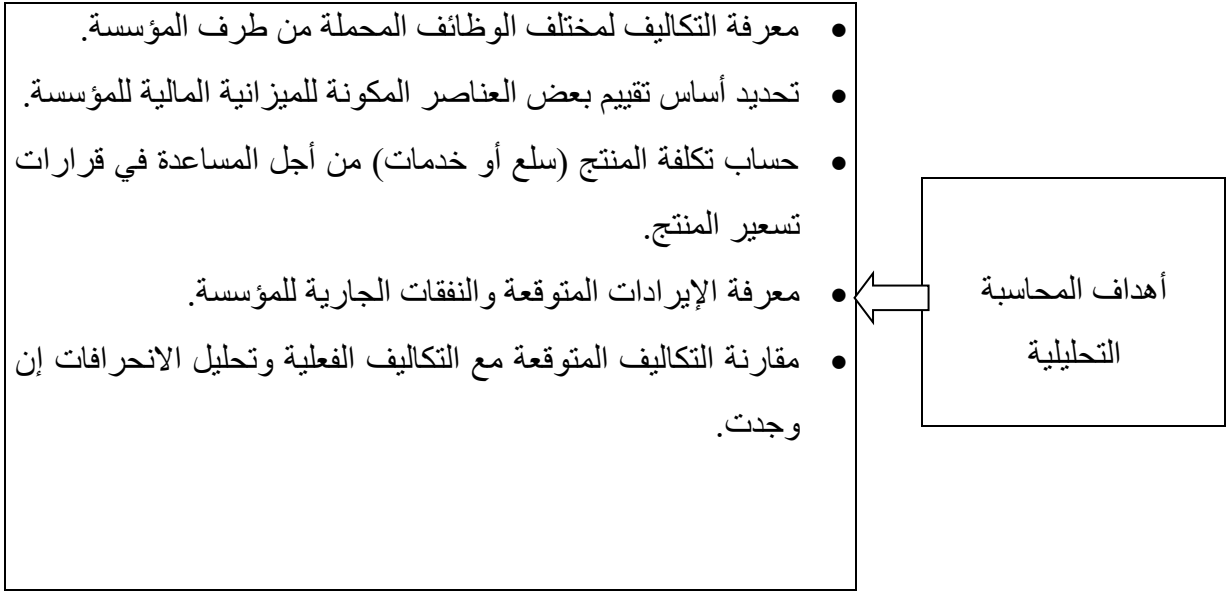 • معرفة التكاليف لمختلف الوظائف المحملة من طرف المؤسسة.
• تحديد أساس تقييم بعض العناصر المكونة للميزانية المالية للمؤسسة.
• حساب تكلفة المنتج (سلع أو خدمات) من أجل المساعدة في قرارات
تسعير المنتج.
• معرفة الإيرادات المتوقعة والنفقات الجارية للمؤسسة.
• مقارنة التكاليف المتوقعة مع التكاليف الفعلية وتحليل الانحرافات إن
وجدت.
أهداف المحاسبة
التحليلية